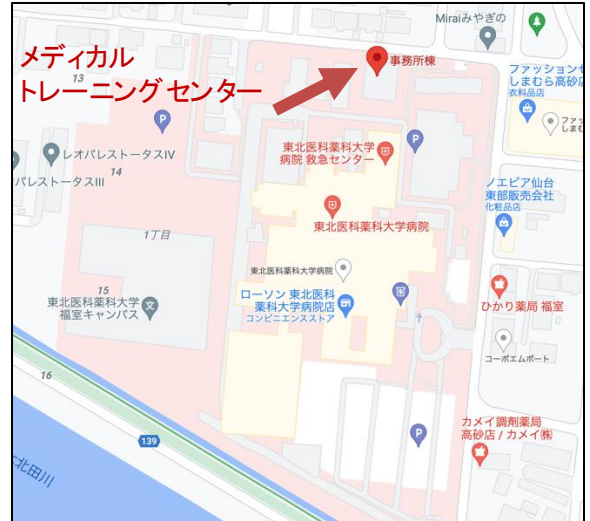 Miraiみやぎの
メディカル
トレーニング センター
事務所棟
ファッションセ
しまむら高砂店
衣料品店
ファッ
しまむ
13
東北医科薬科大学
病院 救急センター
レオパレストータスIV
14
パレストータスIII
ノエビア仙台
東部販売会社
化粧品店
東北医科薬科大学病院
1丁目
東北医科薬科大学病院
15
東北医科薬科大学
福室キャンパス
ローソン 東北医科
薬科大学病院店
コンビニエンスストア
ひかり薬局 福室
コーポエムポート
16
カメイ調剤薬局
高砂店 / カメイ㈱
139
七北田川
P
P
P
P